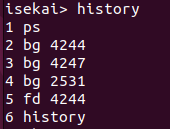 isekai> history
1 ps
2 bg 4244
3 bg 4247
4 bg 2531
5 fd 4244
6 history